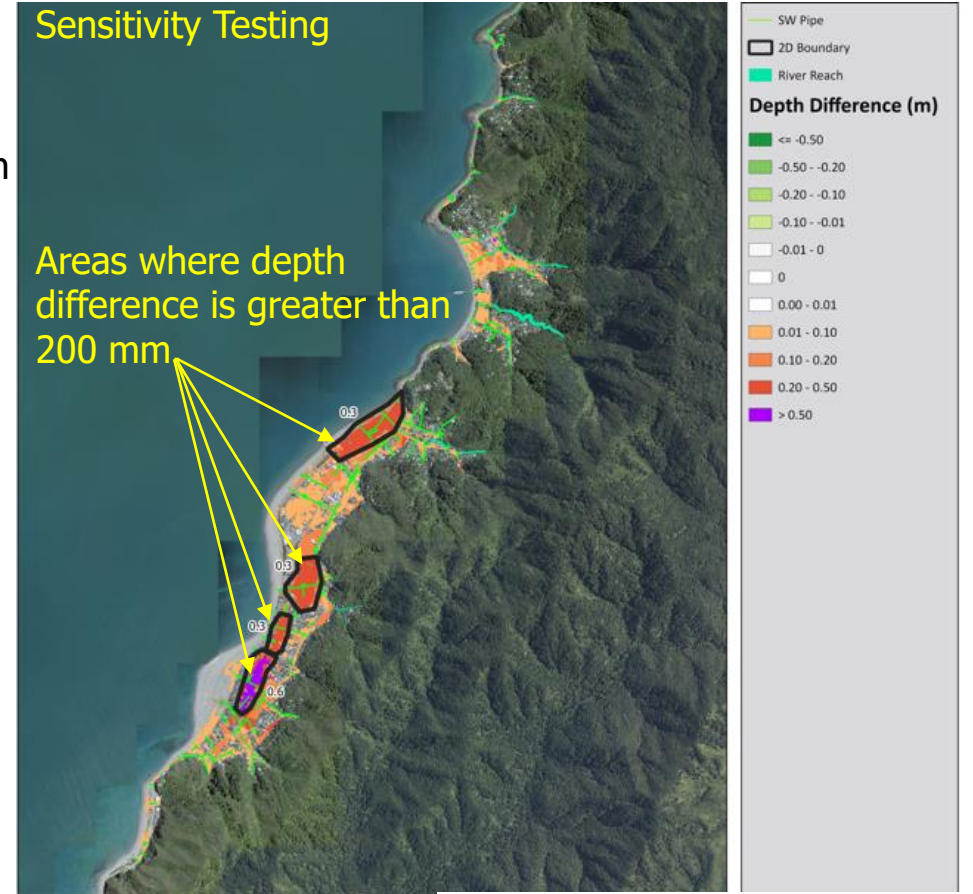 Sensitivity Testing
n
Areas where depth
difference is greater than
200 mm
0.3
0.3
0.3
0.6
SW Pipe
2D Boundary
River Reach
Depth Difference (m)
<= -0.50
-0.50 - -0.20
-0.20 - -0.10
-0.10 - -0.01
-0.01 - 0
0
0.00 - 0.01
0.01 - 0.10
0.10 - 0.20
0.20 - 0.50
> 0.50